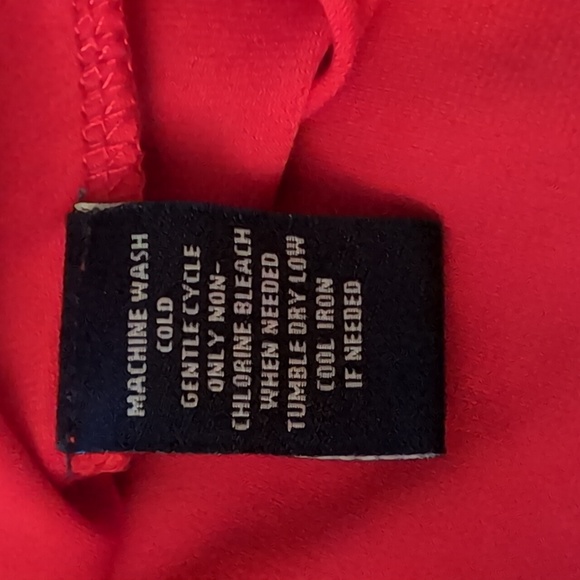 MACHINE WASH
COLD
GENTLE CYCLE
ONLY NON-
CHLORINE BLEACH
WHEN NEEDED
TUMBLE DRY LOW
COOL IRON
IF NEEDED